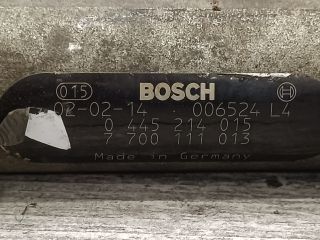 015 BOSCH
02-02-14 006524 L4
0 445 214 015
7 700 111 013
Made in Germany